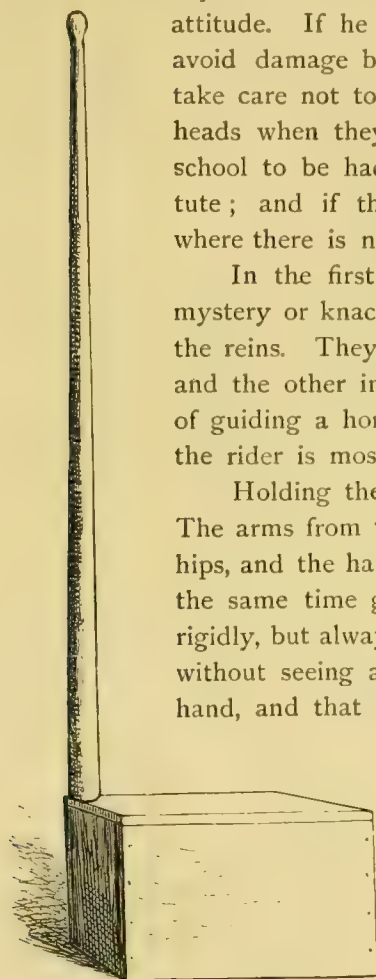 attitude. If he
avoid damage b
take care not to
heads when they
school to be had
tute ; and if th
where there is n
In the first
mystery or knac
the reins. They
and the other in
of guiding a hor
the rider is mos
Holding the
The arms from
hips, and the ha
the same time g
rigidly, but alway
without seeing a
hand, and that